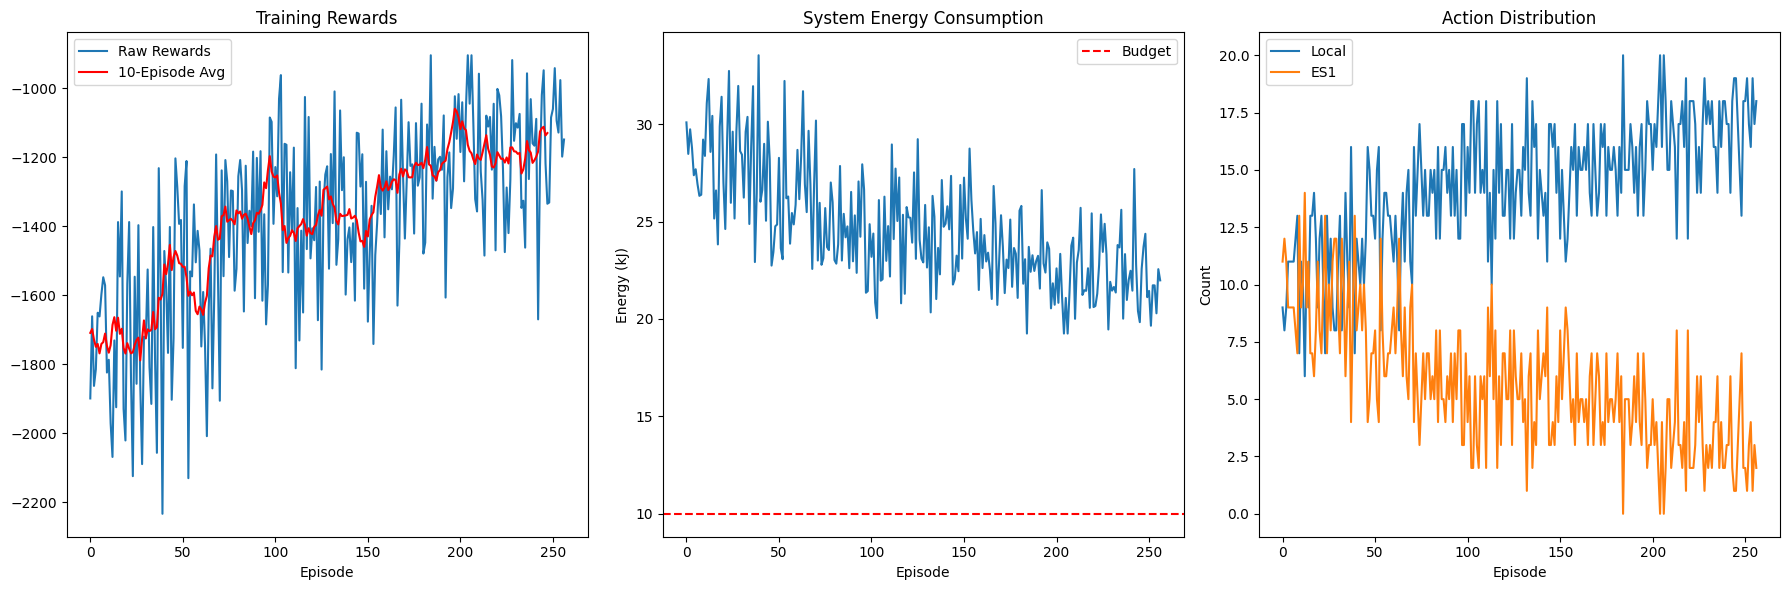 Training Rewards
Raw Rewards
10-Episode Avg
−1000
−1200
−1400
−1600
−1800
−2000
−2200
0 50 100 150 200 250
Episode
System Energy Consumption
Budget
Energy (kJ)
30
25
20
15
10
0 50 100 150 200 250
Episode
Action Distribution
Local
ES1
Count
20.0
17.5
15.0
12.5
10.0
7.5
5.0
2.5
0.0
0 50 100 150 200 250
Episode